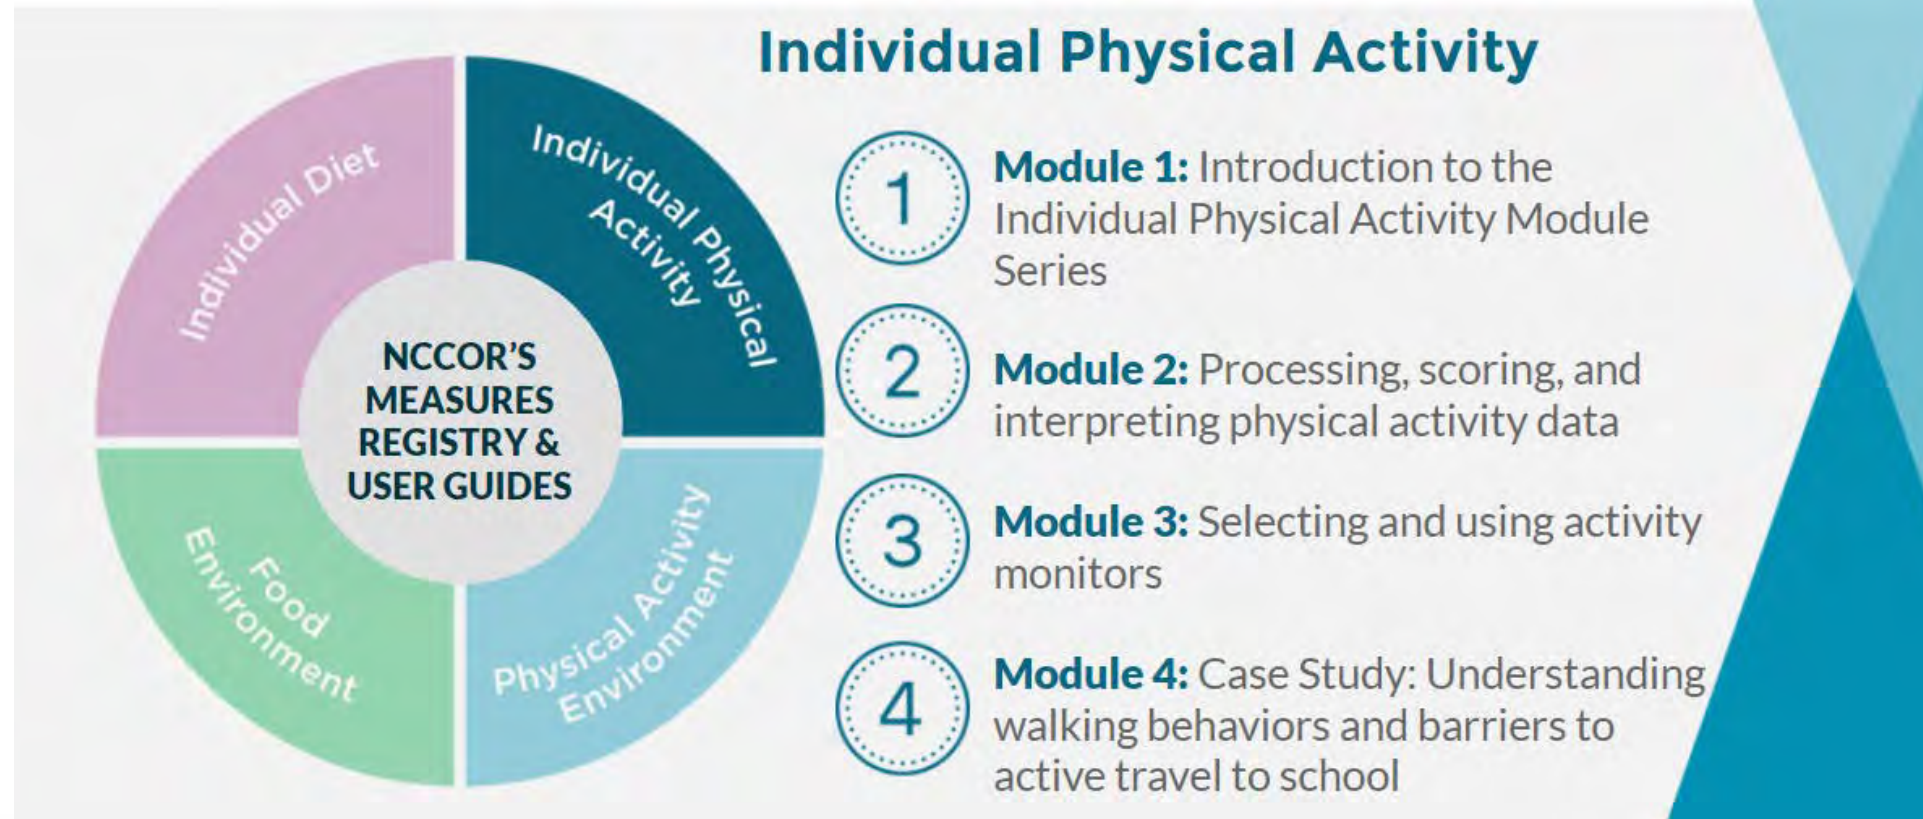 Individual Physical Activity
Individual Diet
Individual Physical
Activity
NCCOR'S
MEASURES
REGISTRY &
USER GUIDES
Food
Environment
Physical Activity
Environment
1
Module 1: Introduction to the
Individual Physical Activity Module
Series
2
Module 2: Processing, scoring, and
interpreting physical activity data
3
Module 3: Selecting and using activity
monitors
4
Module 4: Case Study: Understanding
walking behaviors and barriers to
active travel to school